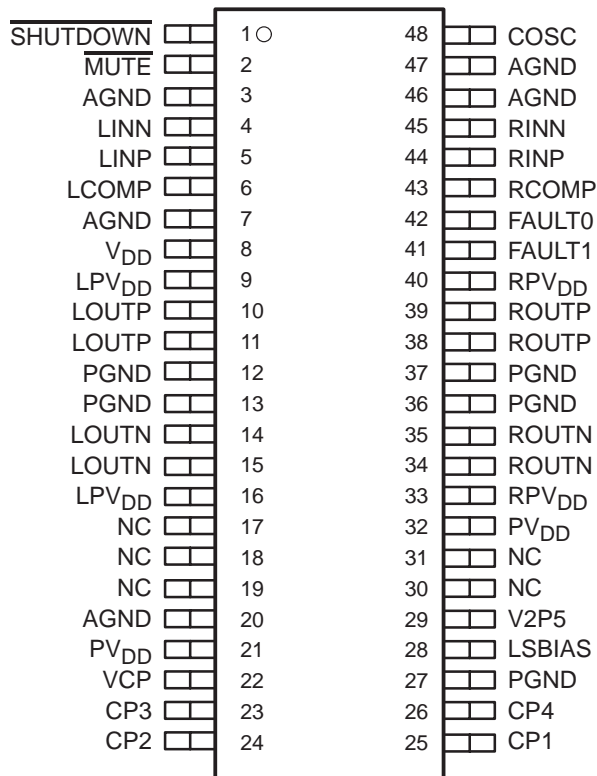 SHUTDOWN 1 48 COSC
MUTE 2 47 AGND
AGND 3 46 AGND
LINN 4 45 RINN
LINP 5 44 RINP
LCOMP 6 43 RCOMP
AGND 7 42 FAULT0
VDD 8 41 FAULT1
LPVDD 9 40 RPVDD
LOUTP 10 39 ROUTP
LOUTP 11 38 ROUTP
PGND 12 37 PGND
PGND 13 36 PGND
LOUTN 14 35 ROUTN
LOUTN 15 34 ROUTN
LPVDD 16 33 RPVDD
NC 17 32 PVDD
NC 18 31 NC
NC 19 30 NC
AGND 20 29 V2P5
PVDD 21 28 LSBIAS
VCP 22 27 PGND
CP3 23 26 CP4
CP2 24 25 CP1